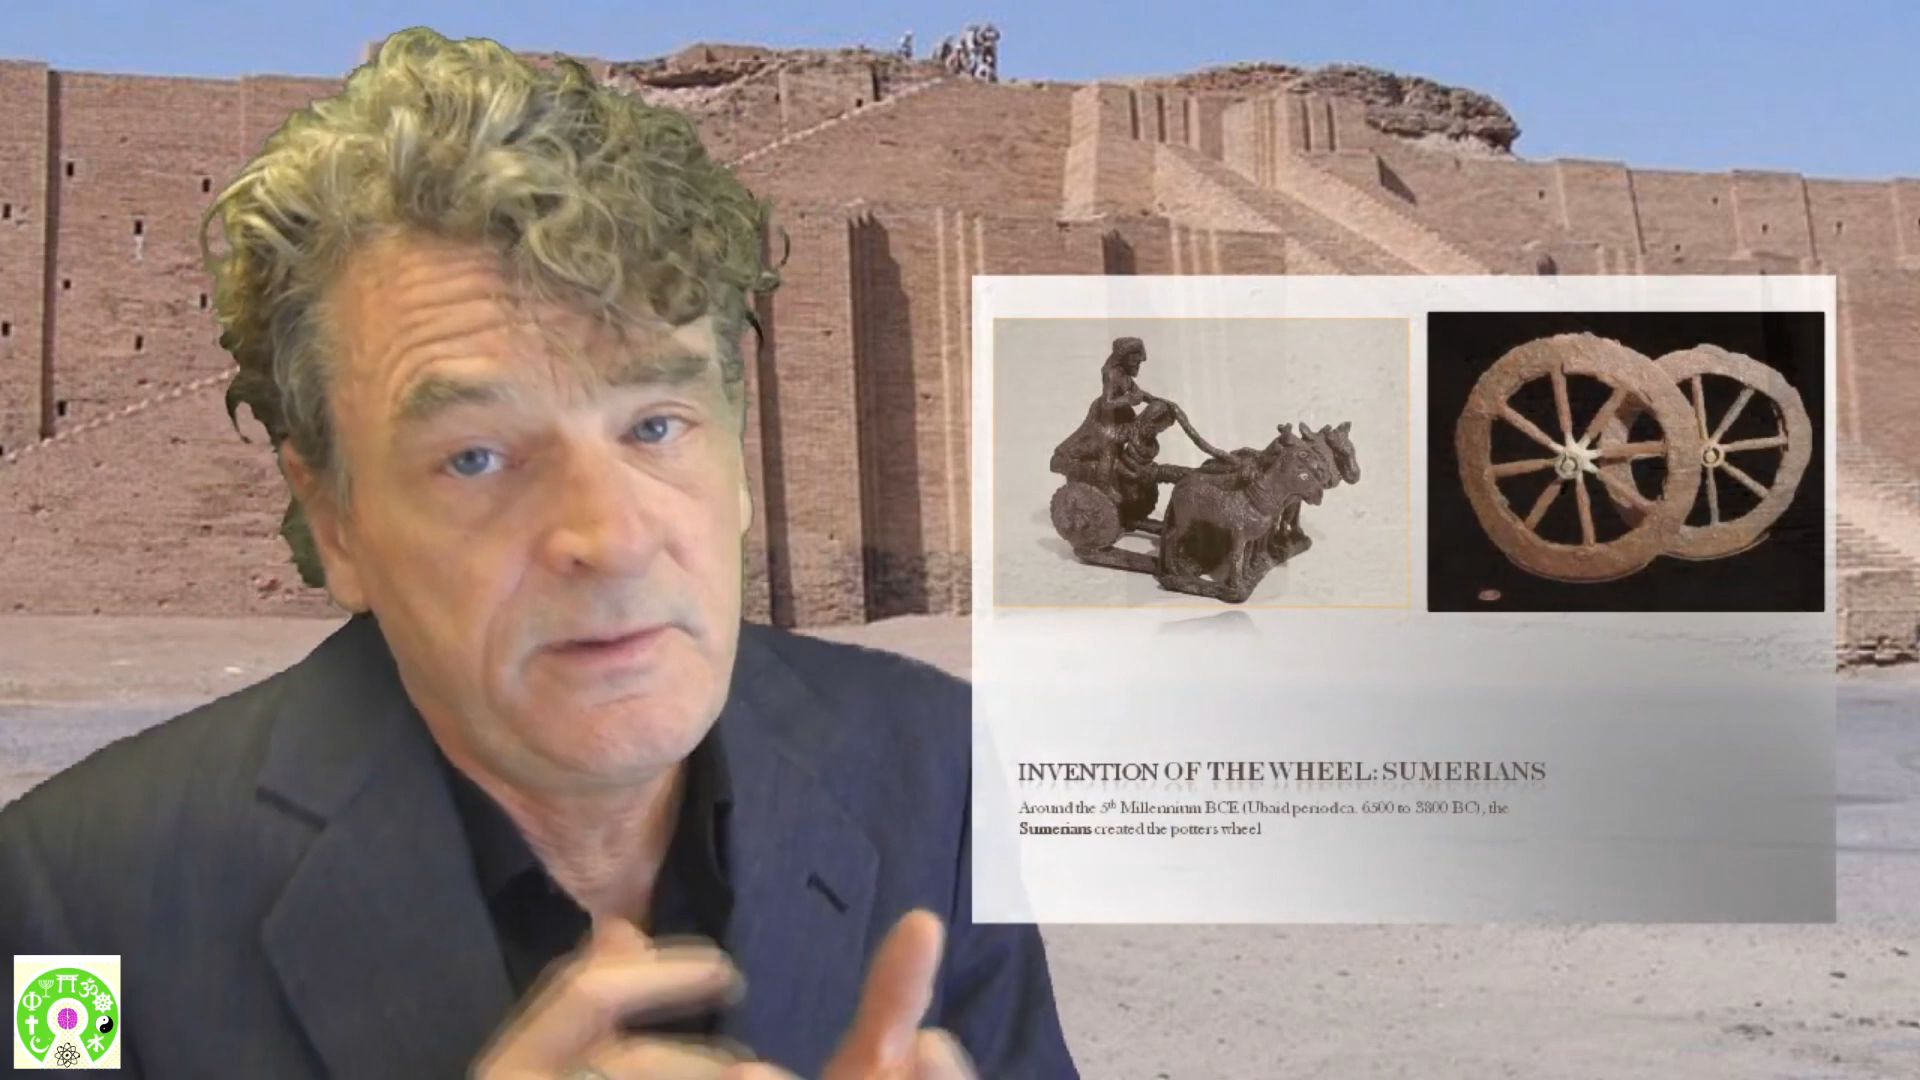 INVENTION OF THE WHEEL: SUMERIANS
Around the 5th Millennium BCE (Ubaid period ca. 6500 to 3800 BC), the
Sumerians created the potters wheel